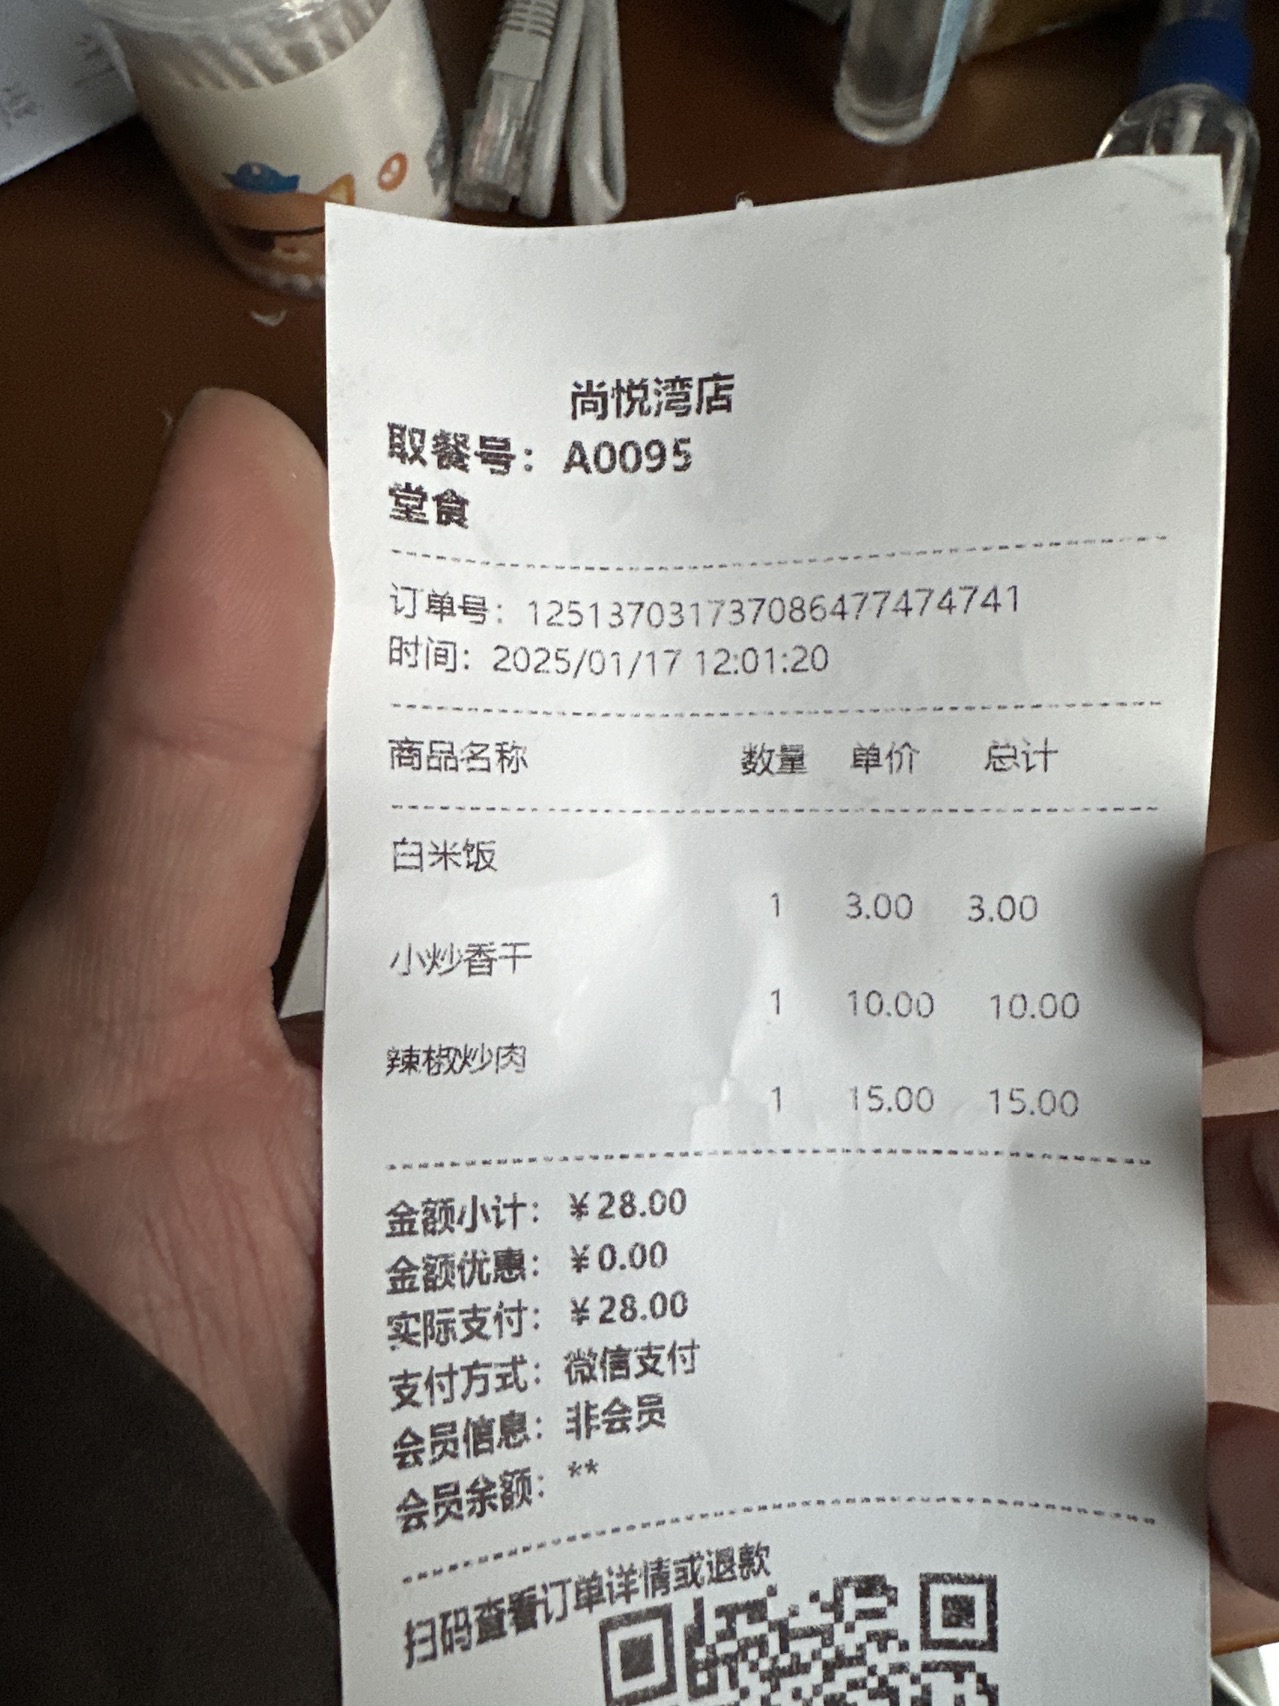 尚悦湾店
取餐号：A0095
堂食
订单号：1251370317370864774747​41
时间：2025/01/17 12:01:20
商品名称 数量 单价 总计
白米饭
1 3.00 3.00
小炒香干
1 10.00 10.00
辣椒炒肉
1 15.00 15.00
金额小计：￥28.00
金额优惠：￥0.00
实际支付：￥28.00
支付方式：微信支付
会员信息：非会员
会员余额：**
扫码查看订单详情或退款